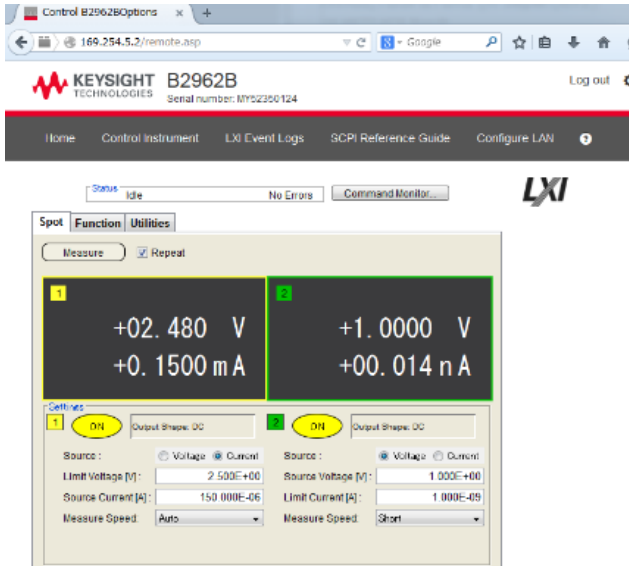 Control B2962BOptions × +
169.254.5.2/remote.asp Google
KEYSIGHT TECHNOLOGIES B2962B
Serial number: MY52350124
Log out
Home Control Instrument LXI Event Logs SCPI Reference Guide Configure LAN ?
Status
Idle No Errors Command Monitor...
LXI
Spot Function Utilities
Measure Repeat
1 2
+02.480 V +1.0000 V
+0.1500 mA +00.014 nA
Settings
1 ON Output Shape: DC 2 ON Output Shape: DC
Source : Voltage Current Source : Voltage Current
Limit Voltage [V] : 2.500E+00 Source Voltage [V] : 1.000E+00
Source Current [A] : 150.000E-06 Limit Current [A] : 1.000E-09
Measure Speed: Auto Measure Speed: Short